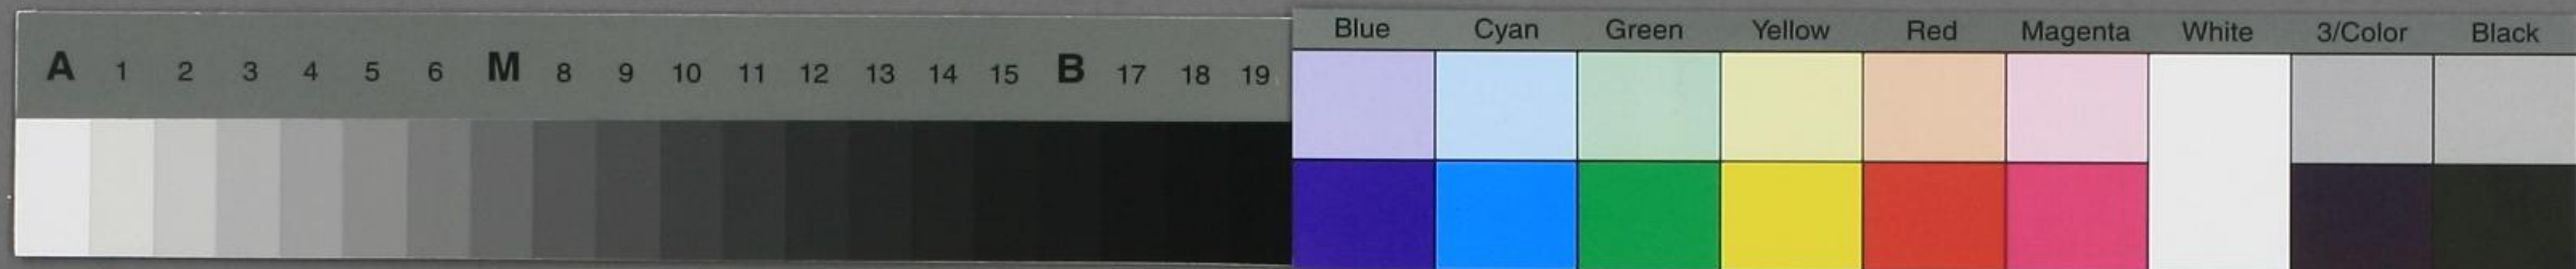 A 1 2 3 4 5 6 M 8 9 10 11 12 13 14 15 B 17 18 19
Blue Cyan Green Yellow Red Magenta White 3/Color Black